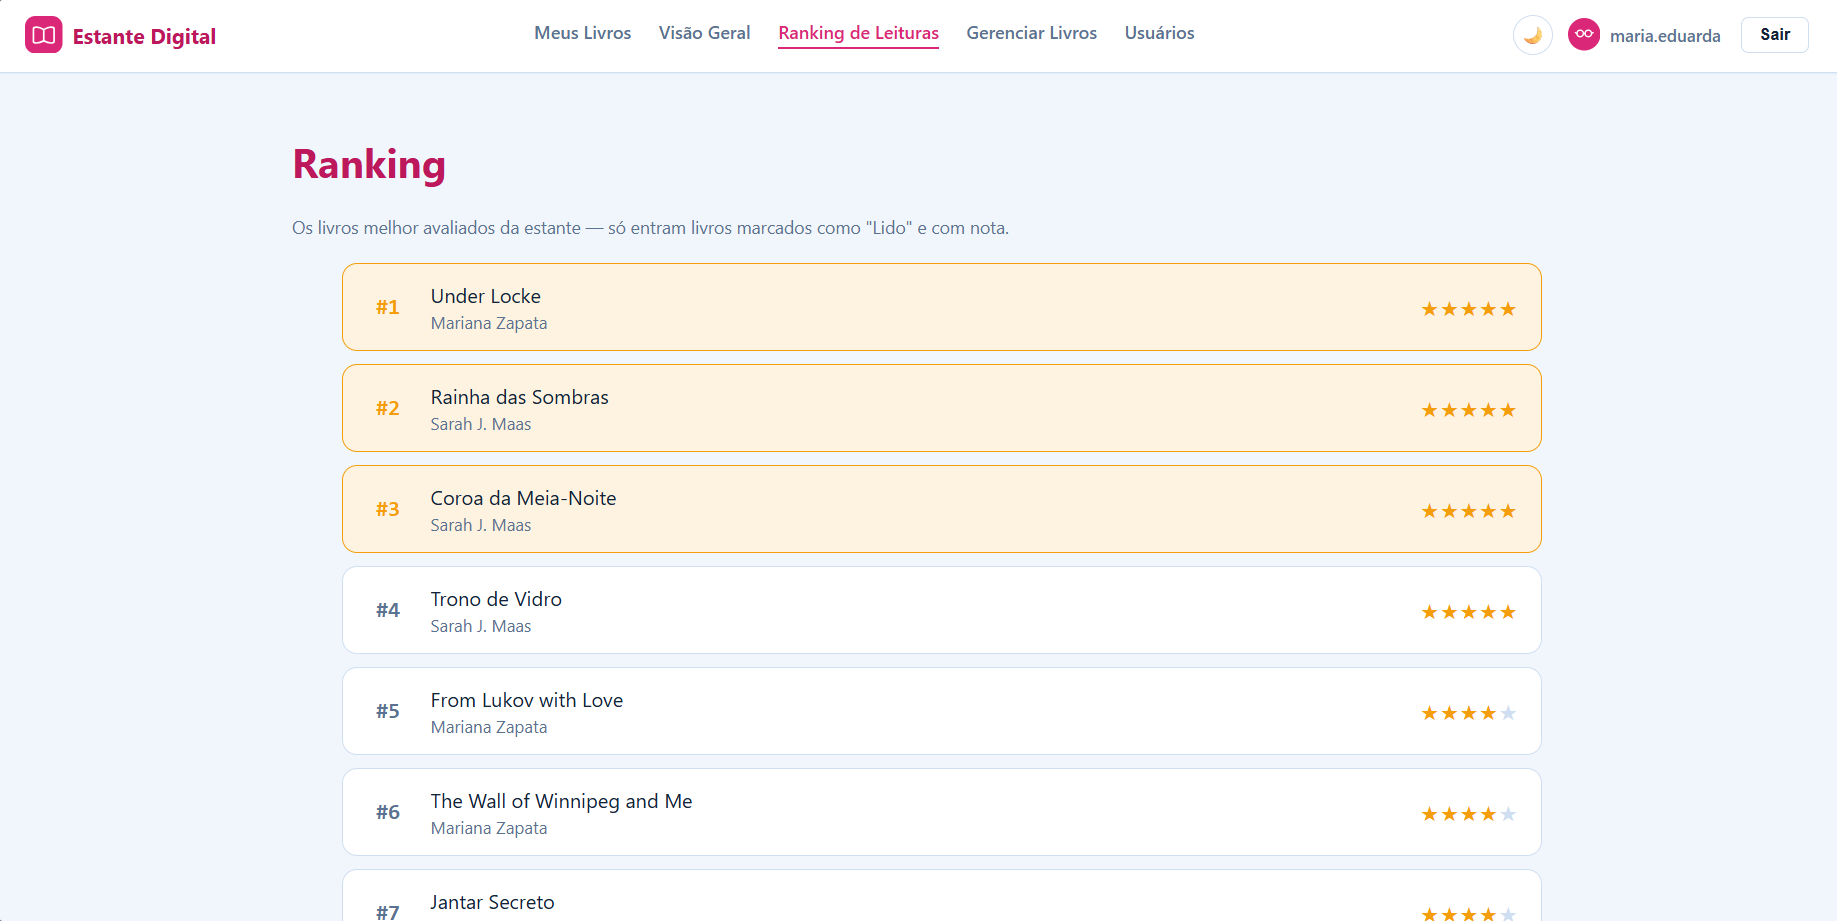 Estante Digital
Meus Livros
Visão Geral
Ranking de Leituras
Gerenciar Livros
Usuários
maria.eduarda
Sair
Ranking
Os livros melhor avaliados da estante — só entram livros marcados como "Lido" e com nota.
#1
Under Locke
Mariana Zapata
★★★★★
#2
Rainha das Sombras
Sarah J. Maas
★★★★★
#3
Coroa da Meia-Noite
Sarah J. Maas
★★★★★
#4
Trono de Vidro
Sarah J. Maas
★★★★★
#5
From Lukov with Love
Mariana Zapata
★★★★★
#6
The Wall of Winnipeg and Me
Mariana Zapata
★★★★★
#7
Jantar Secreto
★★★★★